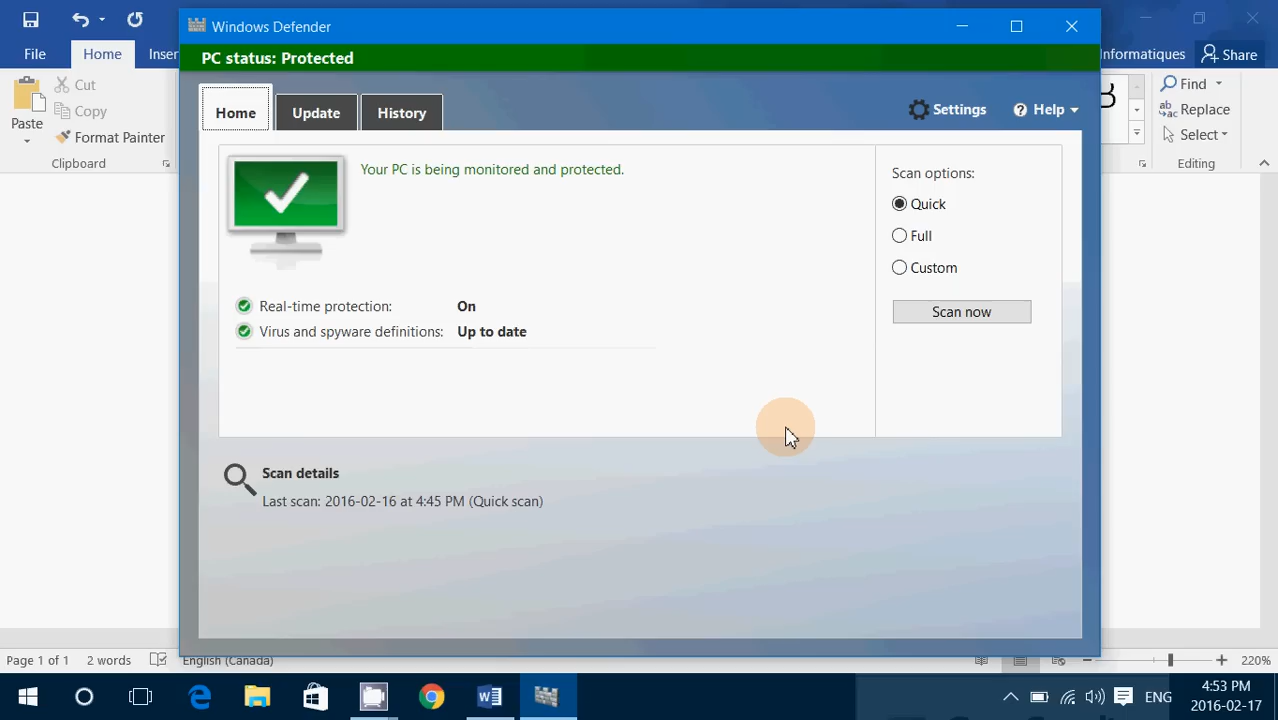 Windows Defender
PC status: Protected
File
Home
Inser
Informatiques
Share
Home
Update
History
Settings
Help
Paste
Cut
Copy
Format Painter
Clipboard
Find
Replace
Select
Editing
Your PC is being monitored and protected.
Real-time protection: On
Virus and spyware definitions: Up to date
Scan options:
Quick
Full
Custom
Scan now
Scan details
Last scan: 2016-02-16 at 4:45 PM (Quick scan)
Page 1 of 1 2 words English (Canada) 220%
ENG
4:53 PM
2016-02-17